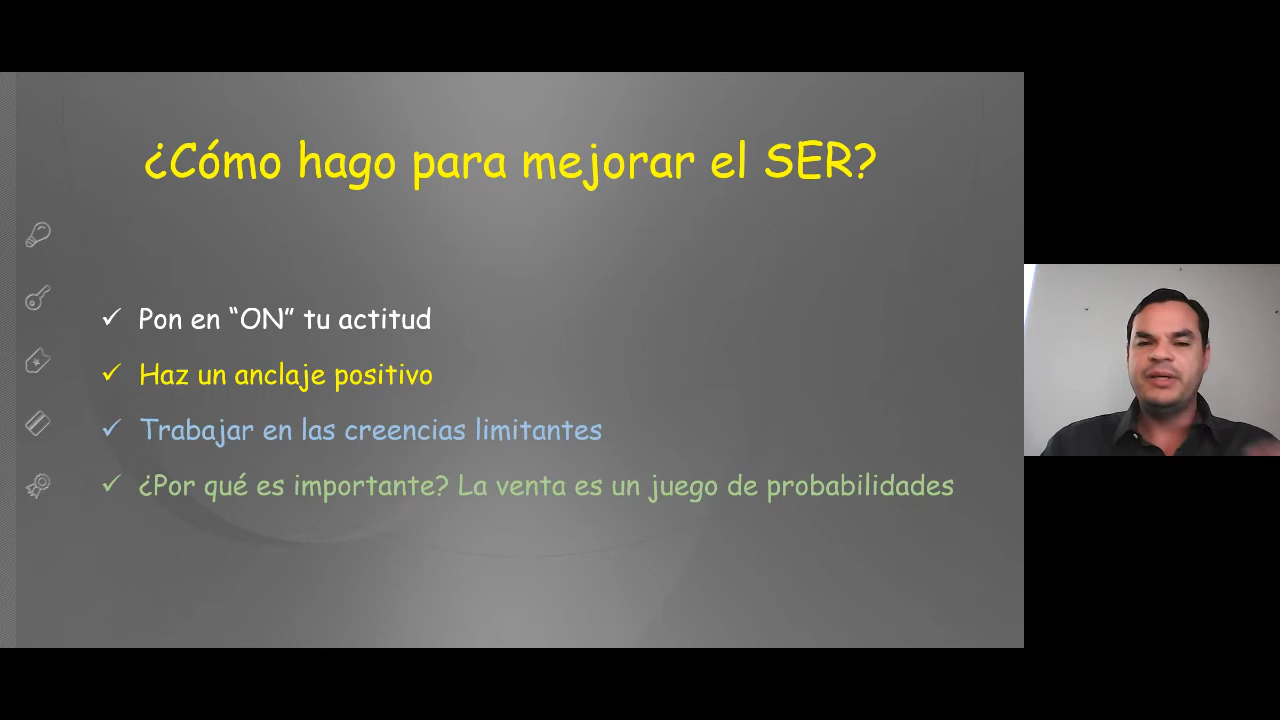 ¿Cómo hago para mejorar el SER?
Pon en “ON” tu actitud
Haz un anclaje positivo
Trabajar en las creencias limitantes
¿Por qué es importante? La venta es un juego de probabilidades